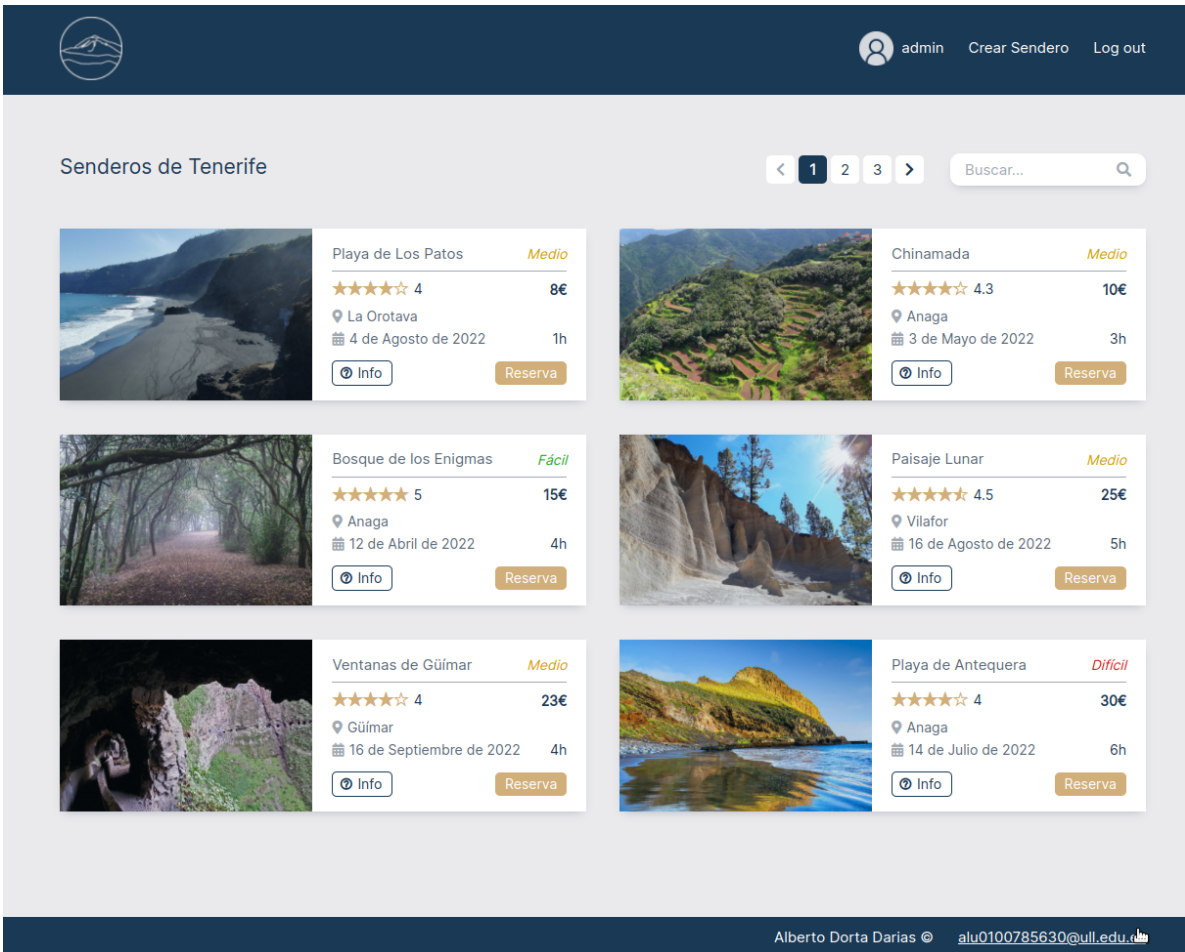 admin Crear Sendero Log out
Senderos de Tenerife
1 2 3
Buscar...
Playa de Los Patos Medio
4 8€
La Orotava
4 de Agosto de 2022 1h
Info Reserva
Chinamada Medio
4.3 10€
Anaga
3 de Mayo de 2022 3h
Info Reserva
Bosque de los Enigmas Fácil
5 15€
Anaga
12 de Abril de 2022 4h
Info Reserva
Paisaje Lunar Medio
4.5 25€
Vilafor
16 de Agosto de 2022 5h
Info Reserva
Ventanas de Güímar Medio
4 23€
Güímar
16 de Septiembre de 2022 4h
Info Reserva
Playa de Antequera Difícil
4 30€
Anaga
14 de Julio de 2022 6h
Info Reserva
Alberto Dorta Darias ©